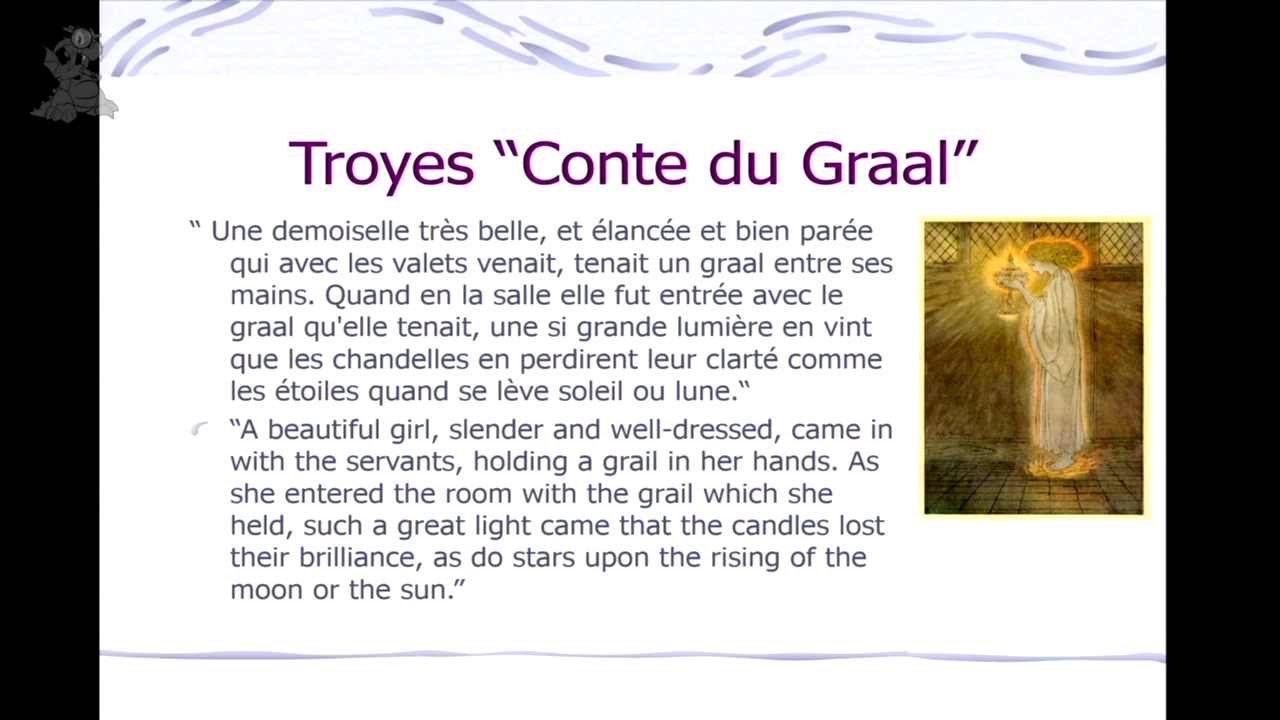 Troyes “Conte du Graal”
“ Une demoiselle très belle, et élancée et bien parée
qui avec les valets venait, tenait un graal entre ses
mains. Quand en la salle elle fut entrée avec le
graal qu'elle tenait, une si grande lumière en vint
que les chandelles en perdirent leur clarté comme
les étoiles quand se lève soleil ou lune.“
“A beautiful girl, slender and well-dressed, came in
with the servants, holding a grail in her hands. As
she entered the room with the grail which she
held, such a great light came that the candles lost
their brilliance, as do stars upon the rising of the
moon or the sun.”